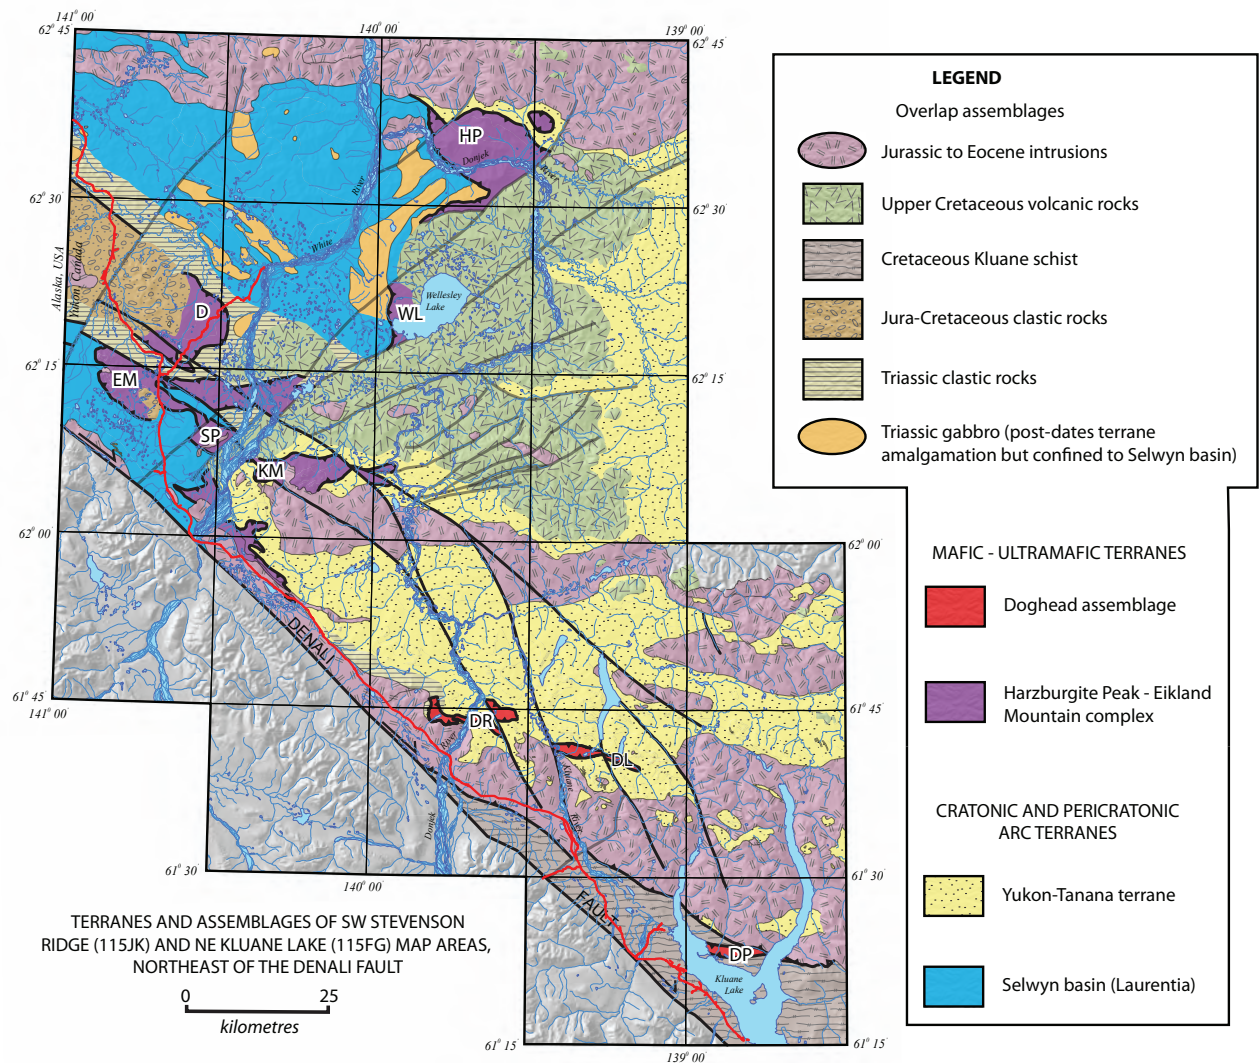 141° 00'
62° 45'
140° 00'
139° 00'
62° 45'
HP
Donjek
River
River
62° 30'
62° 30'
White
Alaska, USA
Yukon, Canada
D
WL
Wellesley
Lake
62° 15'
62° 15'
EM
SP
KM
62° 00'
62° 00'
DENALI
61° 45'
141° 00'
61° 45'
DR
River
DL
Kluane
River
Donjek
61° 30'
140° 00'
61° 30'
FAULT
DP
Kluane
Lake
61° 15'
139° 00'
61° 15'
TERRANES AND ASSEMBLAGES OF SW STEVENSON
RIDGE (115JK) AND NE KLUANE LAKE (115FG) MAP AREAS,
NORTHEAST OF THE DENALI FAULT
0 25
kilometres
LEGEND
Overlap assemblages
Jurassic to Eocene intrusions
Upper Cretaceous volcanic rocks
Cretaceous Kluane schist
Jura-Cretaceous clastic rocks
Triassic clastic rocks
Triassic gabbro (post-dates terrane
amalgamation but confined to Selwyn basin)
MAFIC - ULTRAMAFIC TERRANES
Doghead assemblage
Harzburgite Peak - Eikland
Mountain complex
CRATONIC AND PERICRATONIC
ARC TERRANES
Yukon-Tanana terrane
Selwyn basin (Laurentia)